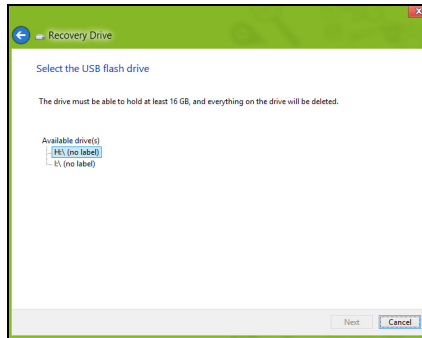 Recovery Drive
Select the USB flash drive
The drive must be able to hold at least 16 GB, and everything on the drive will be deleted.
Available drive(s)
H:\ (no label)
I:\ (no label)
Next
Cancel